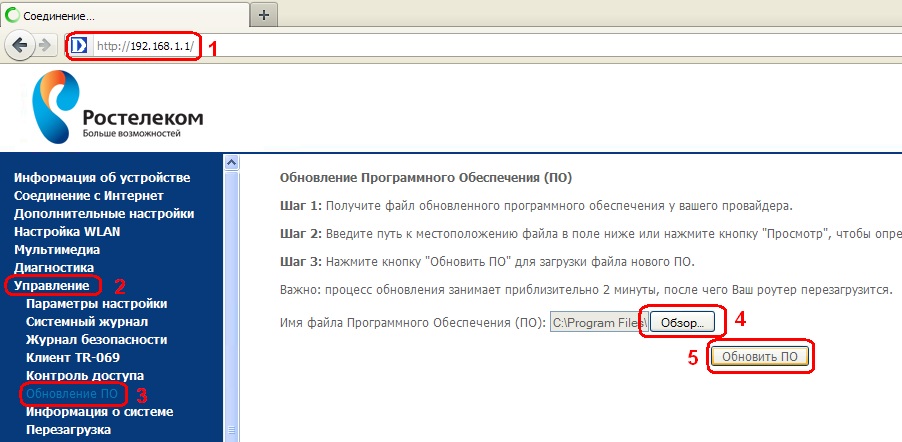 Соединение...
http://192.168.1.1/
1
Ростелеком
Больше возможностей
Информация об устройстве
Соединение с Интернет
Дополнительные настройки
Настройка WLAN
Мультимедиа
Диагностика
Управление
2
Параметры настройки
Системный журнал
Журнал безопасности
Клиент TR-069
Контроль доступа
Обновление ПО
3
Информация о системе
Перезагрузка
Обновление Программного Обеспечения (ПО)
Шаг 1: Получите файл обновленного программного обеспечения у вашего провайдера.
Шаг 2: Введите путь к местоположению файла в поле ниже или нажмите кнопку "Просмотр", чтобы опре
Шаг 3: Нажмите кнопку "Обновить ПО" для загрузки файла нового ПО.
Важно: процесс обновления занимает приблизительно 2 минуты, после чего Ваш роутер перезагрузится.
Имя файла Программного Обеспечения (ПО): C:\Program Files\ Обзор... 4
5 Обновить ПО